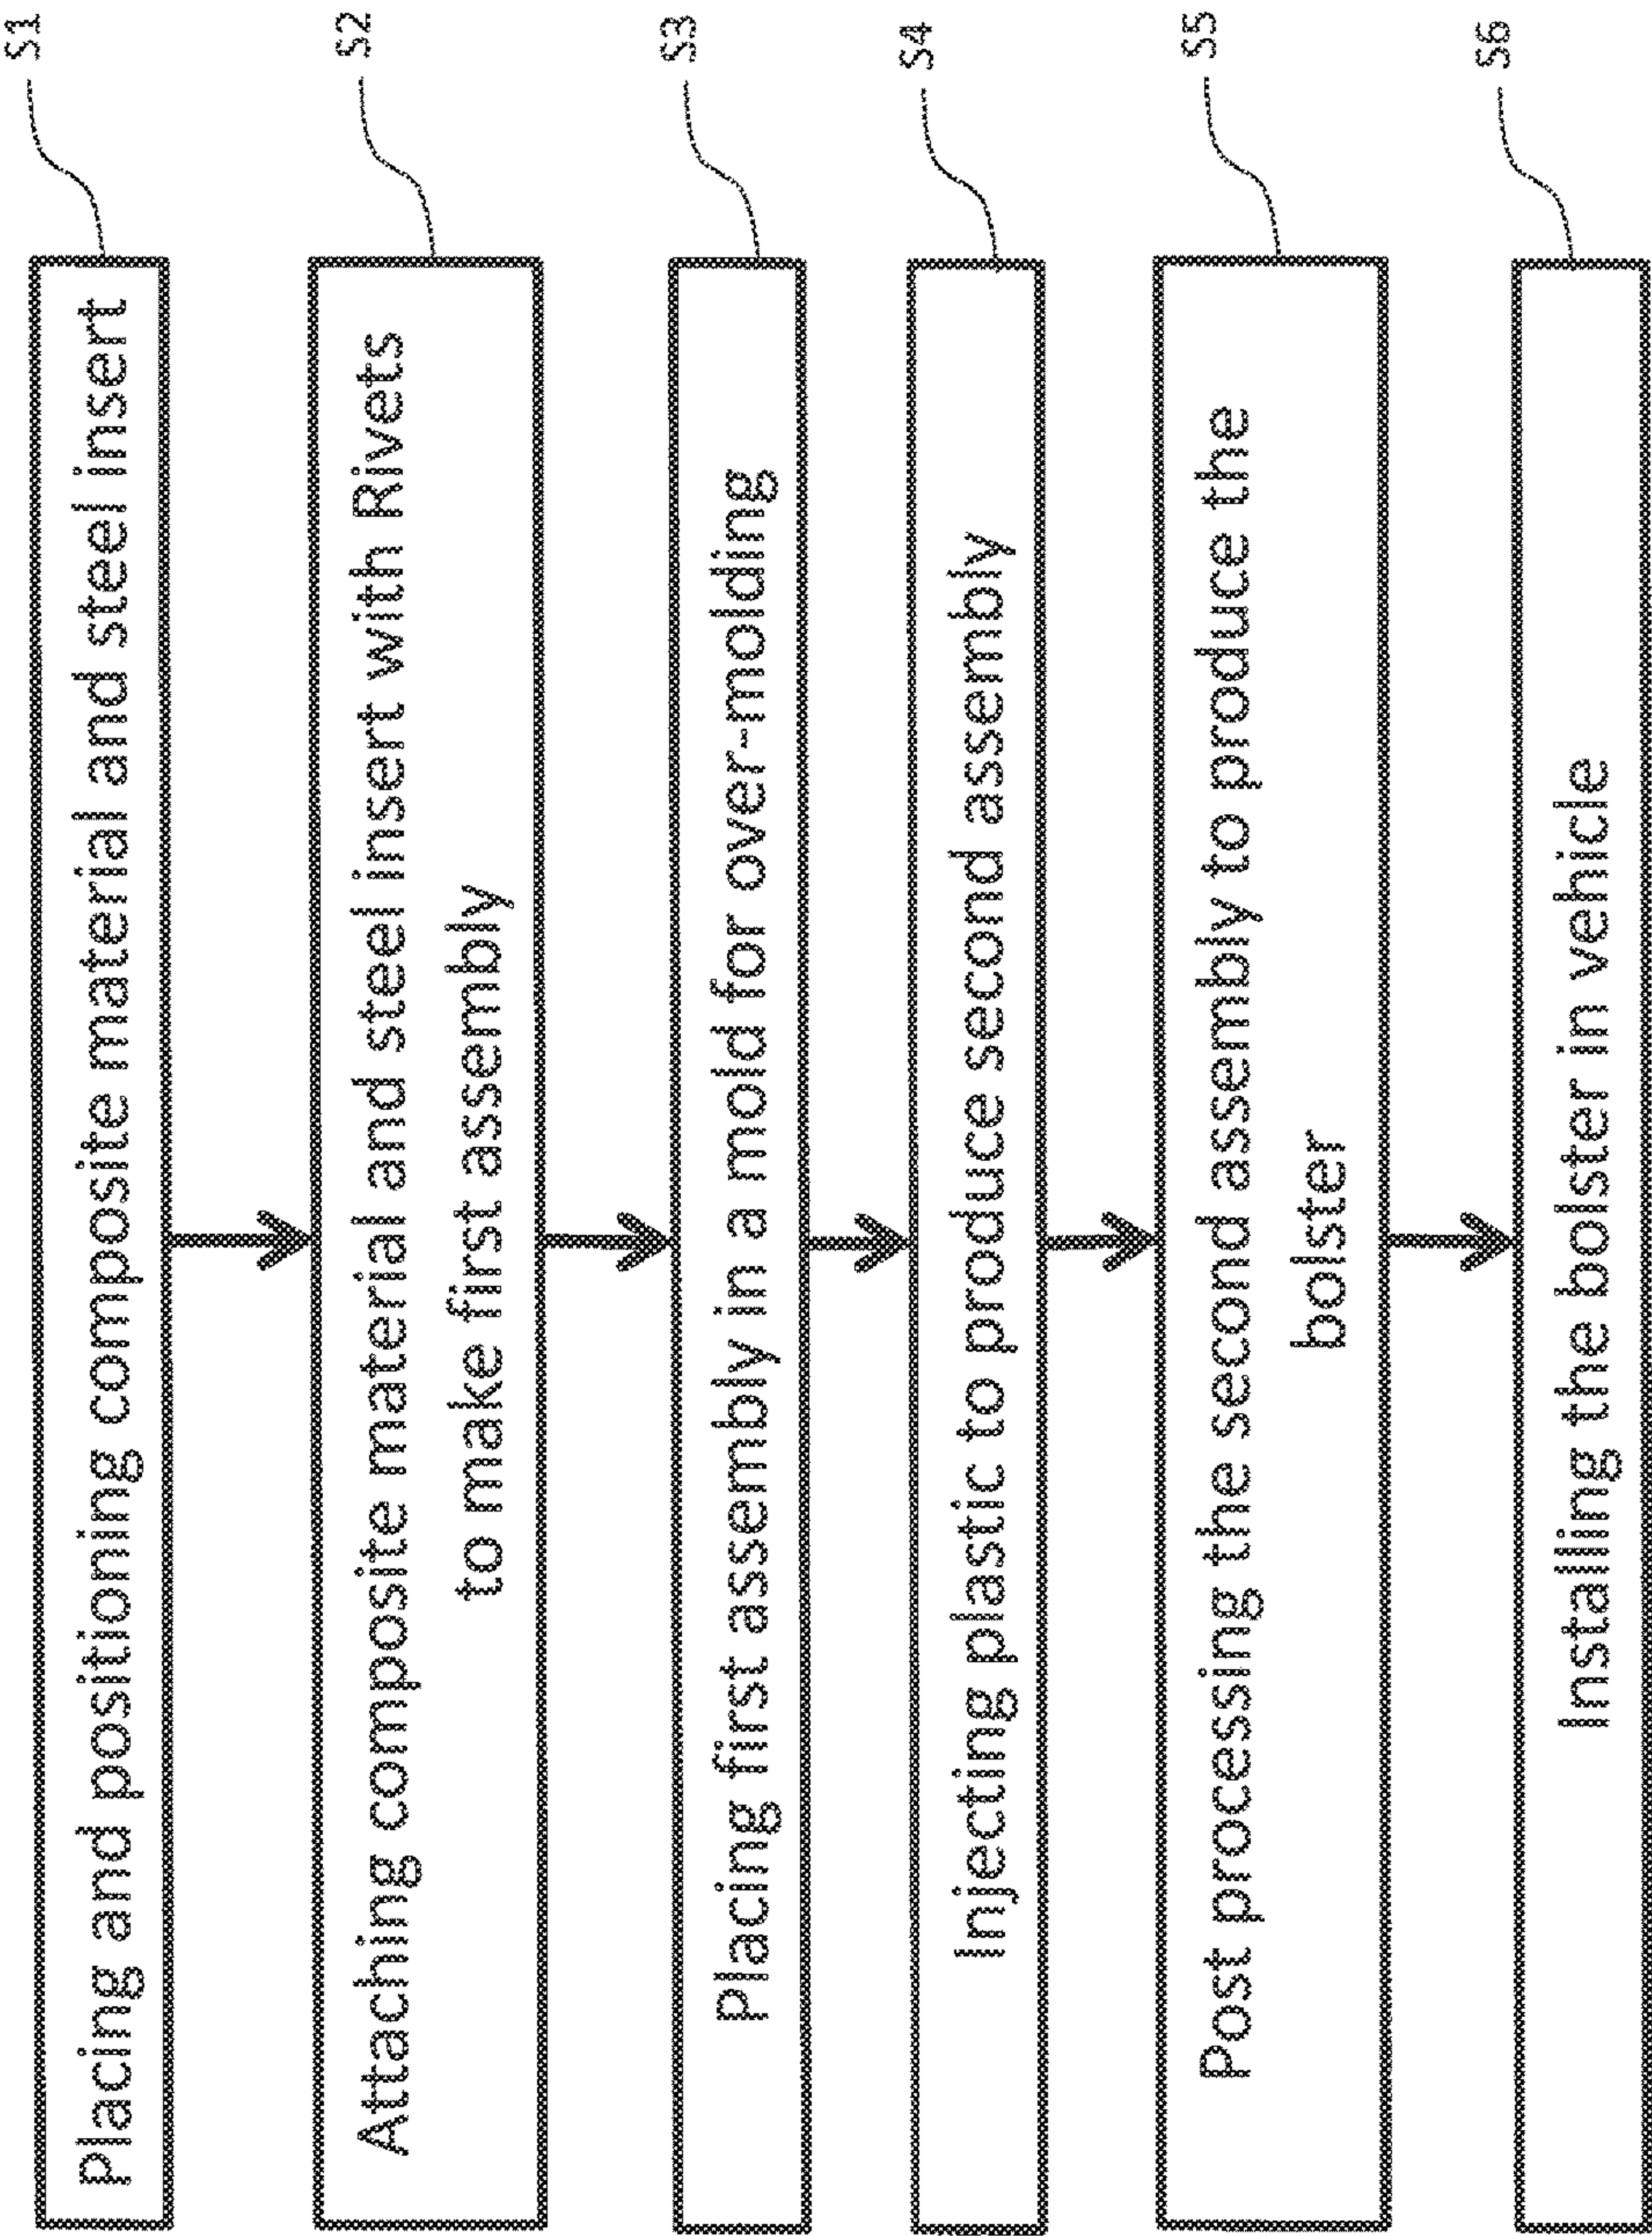 Placing and positioning composite material and steel insert
S1
Attaching composite material and steel insert with Rivets
to make first assembly
S2
Placing first assembly in a mold for over-molding
S3
Injecting plastic to produce second assembly
S4
Post processing the second assembly to produce the
bolster
S5
Installing the bolster in vehicle
S6